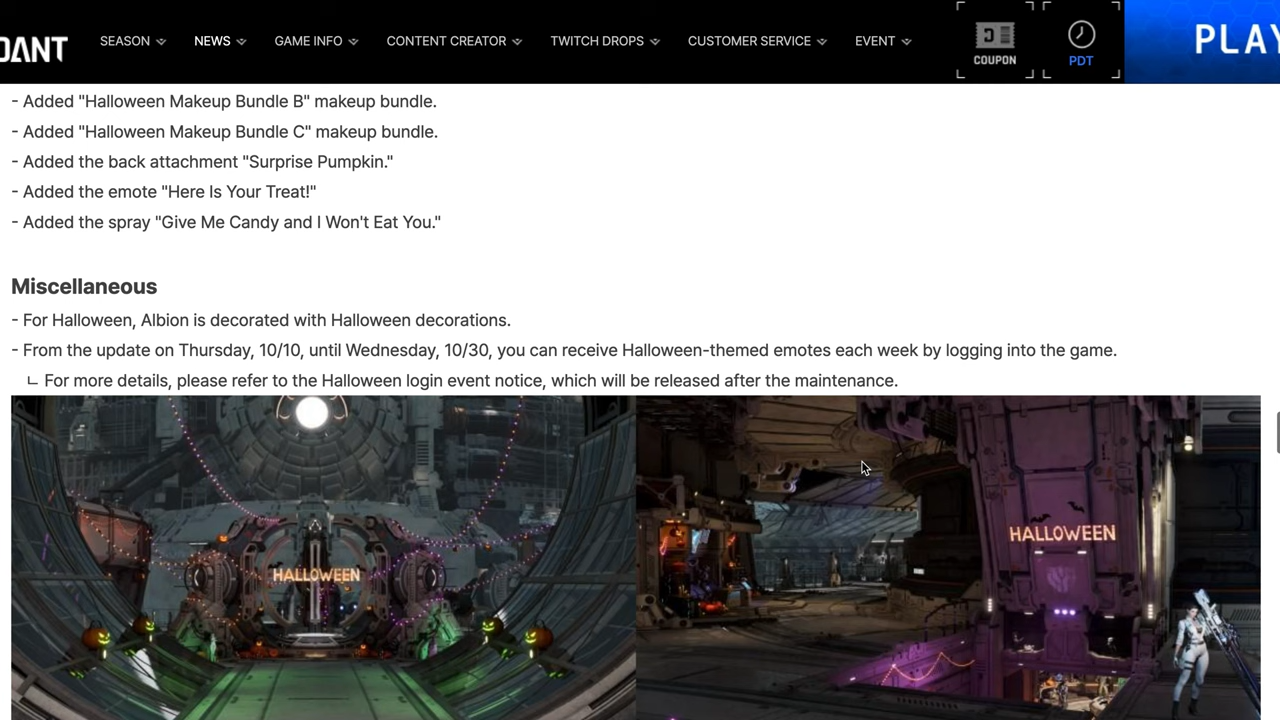 DANT
SEASON
NEWS
GAME INFO
CONTENT CREATOR
TWITCH DROPS
CUSTOMER SERVICE
EVENT
COUPON
PDT
PLAY
- Added "Halloween Makeup Bundle B" makeup bundle.
- Added "Halloween Makeup Bundle C" makeup bundle.
- Added the back attachment "Surprise Pumpkin."
- Added the emote "Here Is Your Treat!"
- Added the spray "Give Me Candy and I Won't Eat You."
Miscellaneous
- For Halloween, Albion is decorated with Halloween decorations.
- From the update on Thursday, 10/10, until Wednesday, 10/30, you can receive Halloween-themed emotes each week by logging into the game.
ㄴ For more details, please refer to the Halloween login event notice, which will be released after the maintenance.
HALLOWEEN
HALLOWEEN